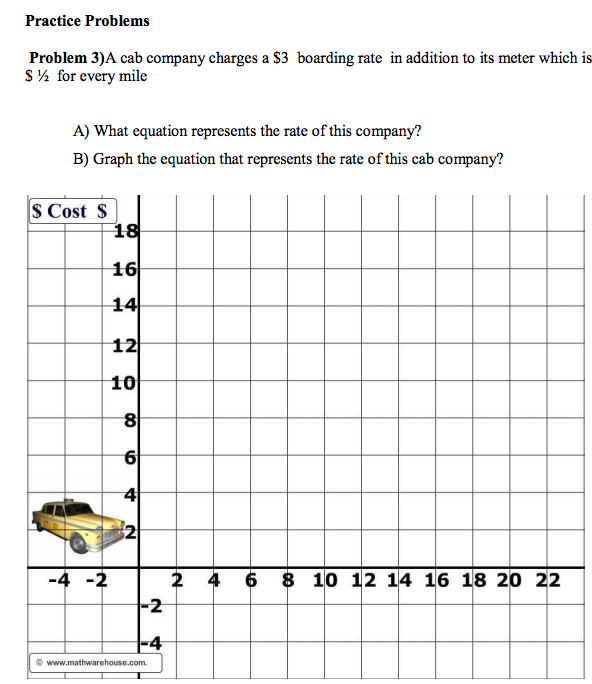 Practice Problems
Problem 3)A cab company charges a $3 boarding rate in addition to its meter which is
$ ½ for every mile
A) What equation represents the rate of this company?
B) Graph the equation that represents the rate of this cab company?
$ Cost $
18
16
14
12
10
8
6
4
2
-4 -2 2 4 6 8 10 12 14 16 18 20 22
-2
-4
© www.mathwarehouse.com.